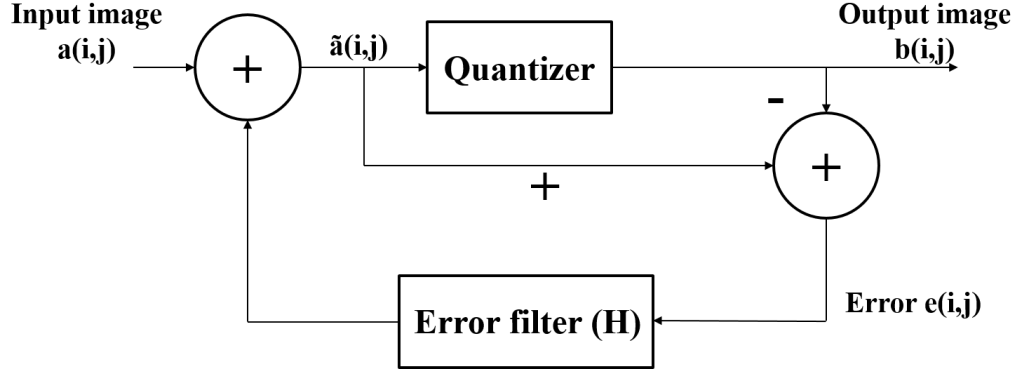 Input image
a(i,j)
+
ã(i,j)
Quantizer
Output image
b(i,j)
-
+
+
Error filter (H)
Error e(i,j)